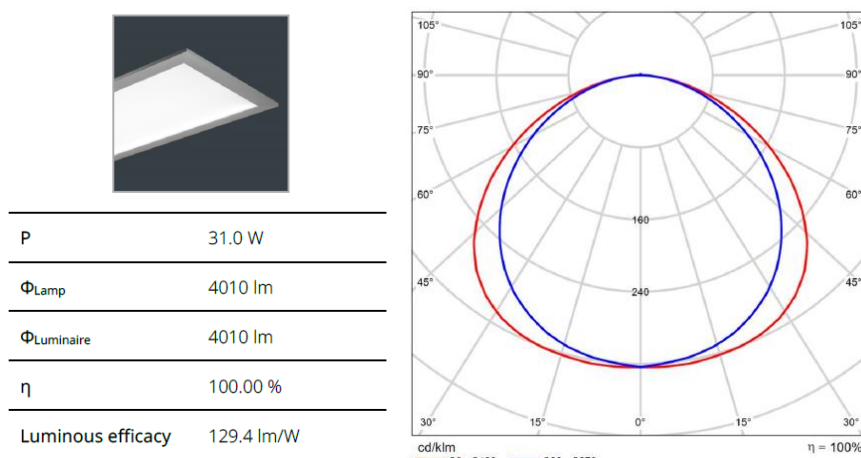 P 31.0 W
ΦLamp 4010 lm
ΦLuminaire 4010 lm
η 100.00 %
Luminous efficacy 129.4 lm/W
105° 105°
90° 90°
75° 75°
60° 60°
160
45° 45°
240
30° 15° 0° 15° 30°
cd/klm η = 100%